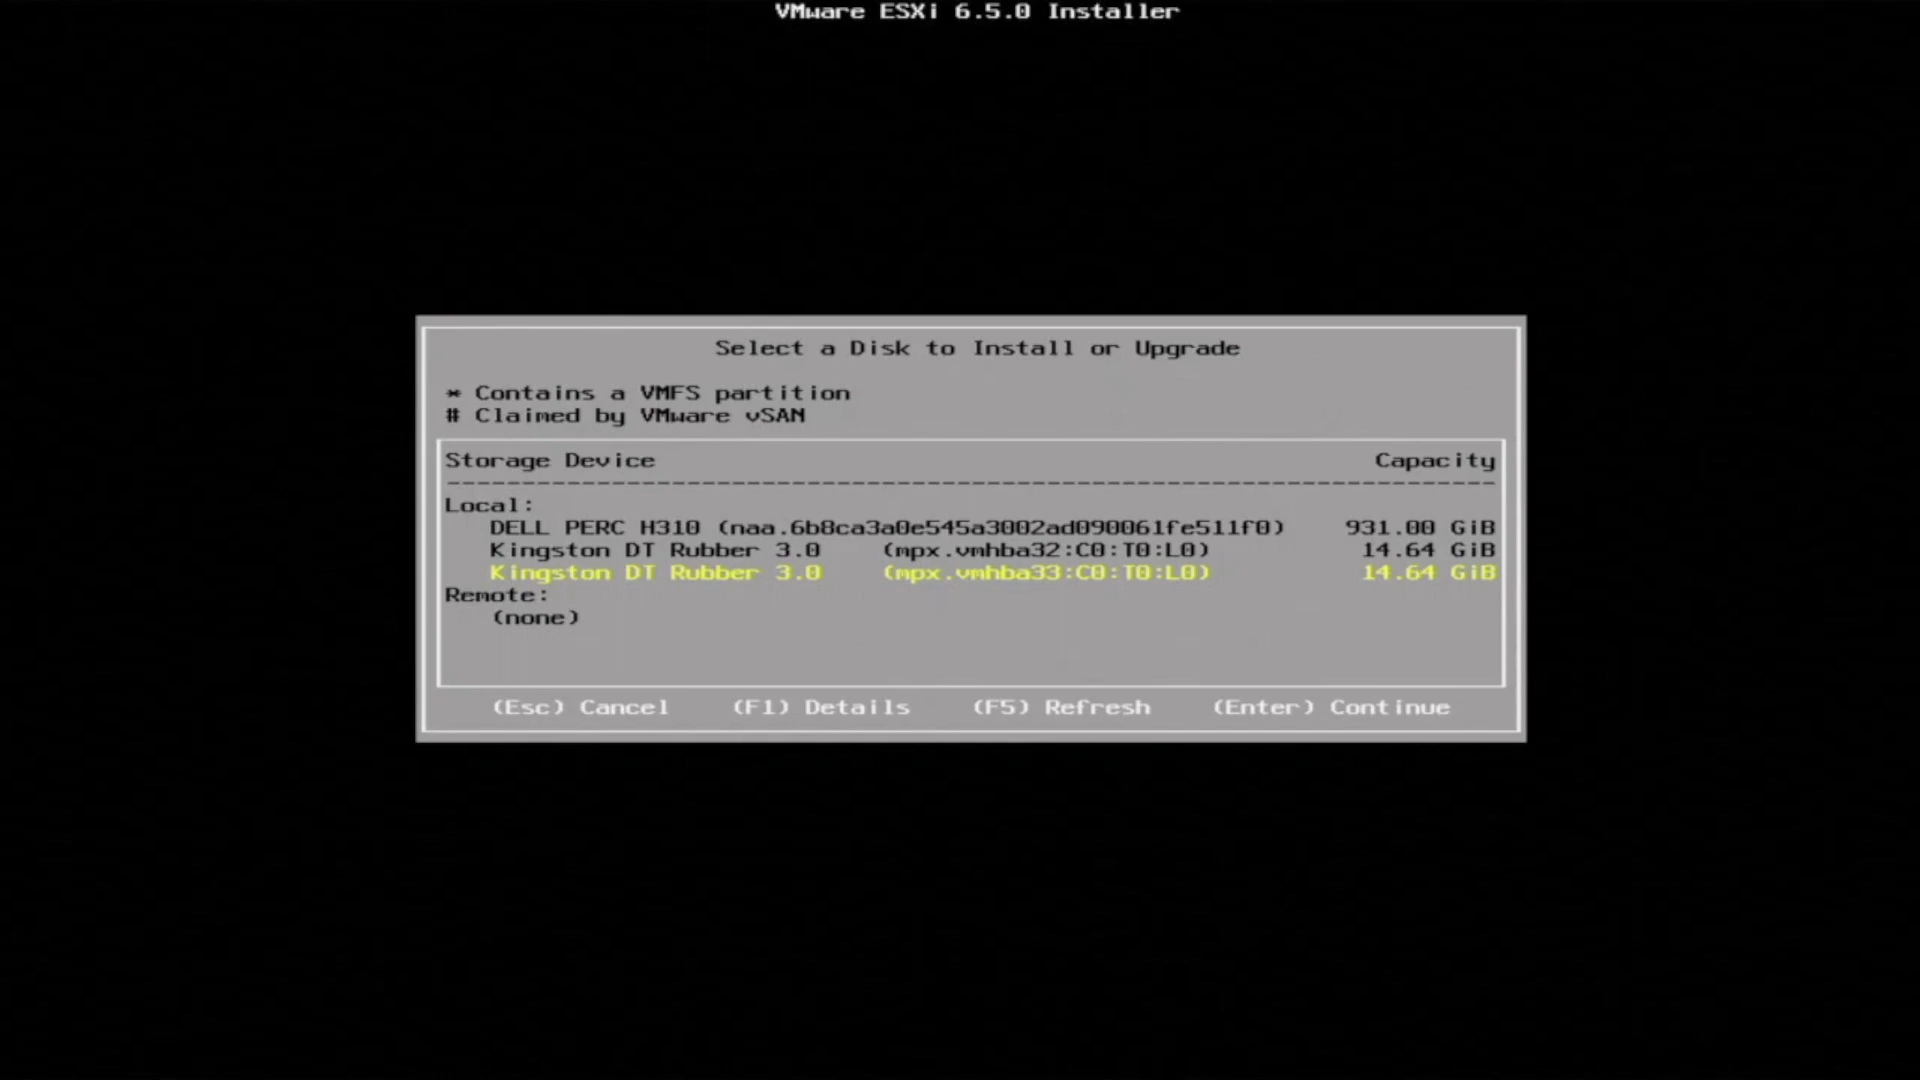 VMware ESXi 6.5.0 Installer
Select a Disk to Install or Upgrade
* Contains a VMFS partition
# Claimed by VMware vSAN
Storage Device Capacity
--------------------------------------------------------------------------------
Local:
DELL PERC H310 (naa.6b8ca3a0e545a3002ad090061fe511f0) 931.00 GiB
Kingston DT Rubber 3.0 (mpx.vmhba32:C0:T0:L0) 14.64 GiB
Kingston DT Rubber 3.0 (mpx.vmhba33:C0:T0:L0) 14.64 GiB
Remote:
(none)
(Esc) Cancel (F1) Details (F5) Refresh (Enter) Continue